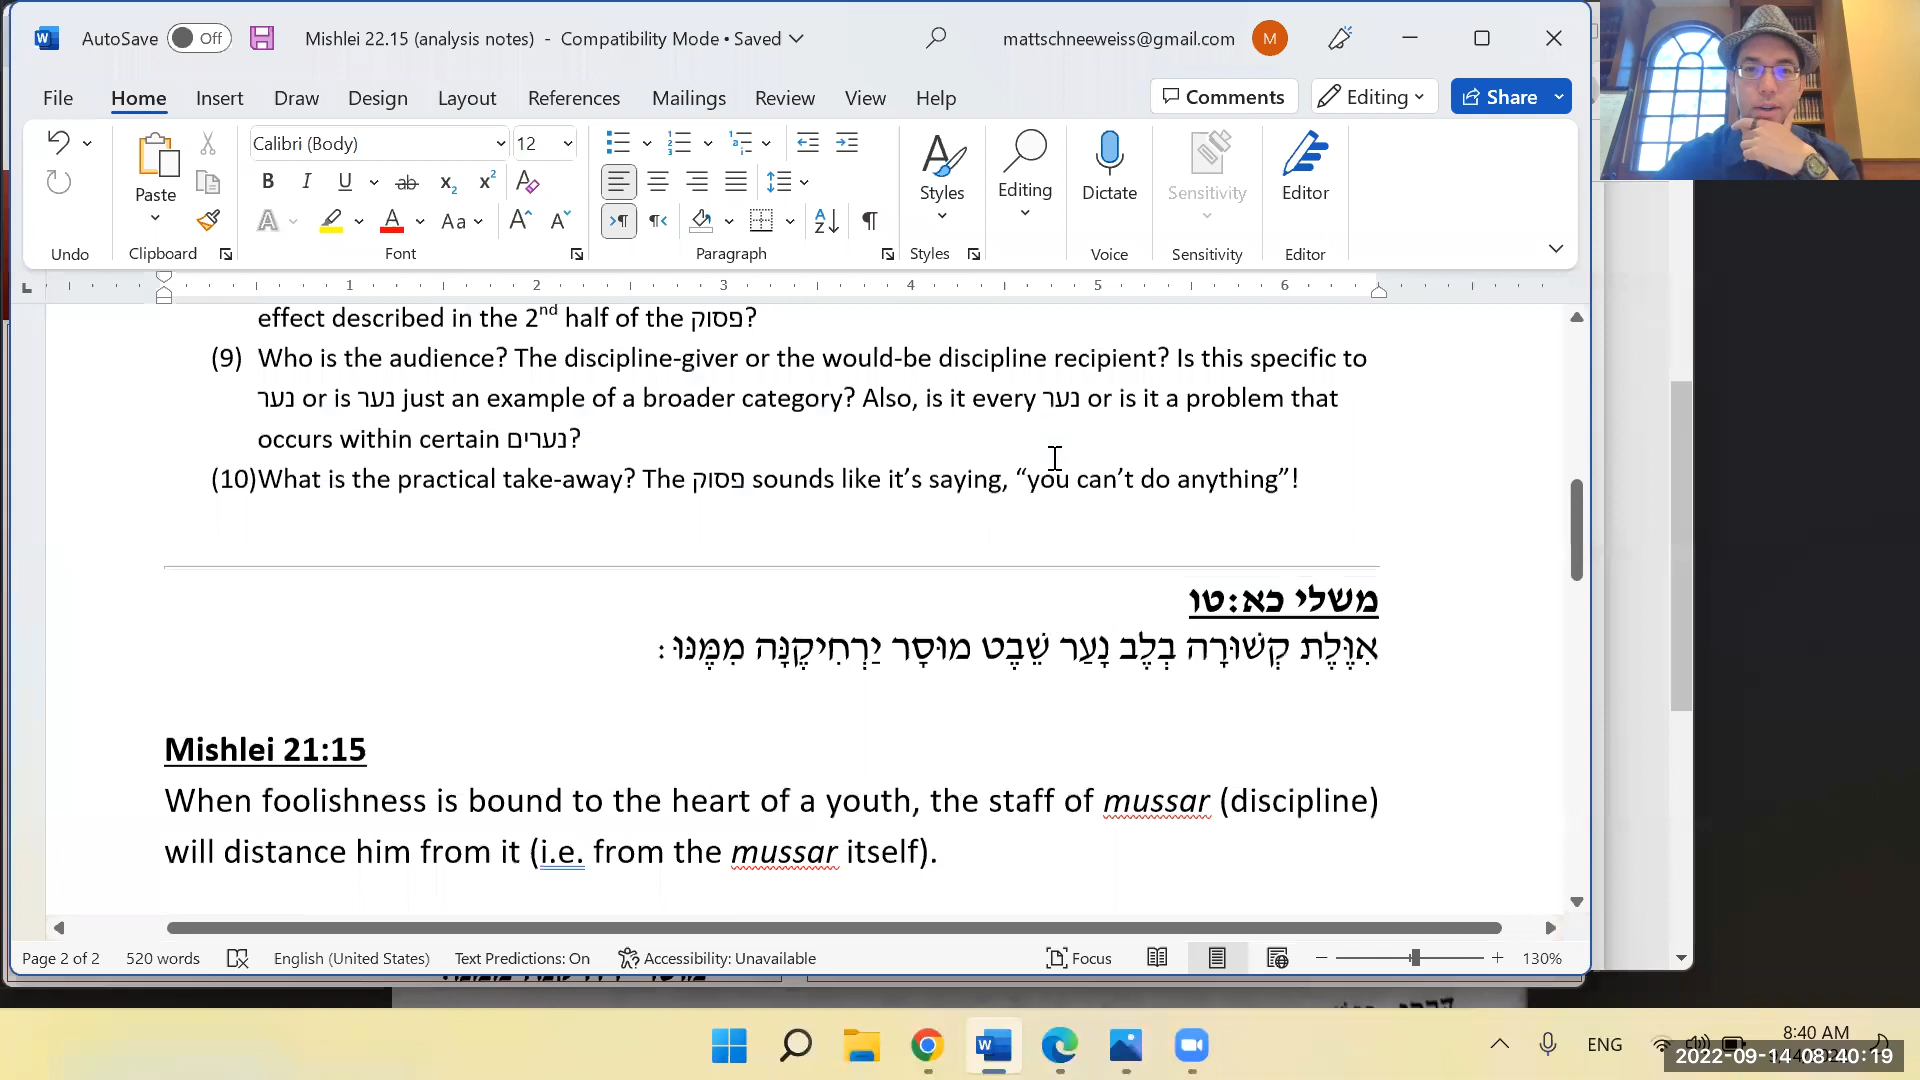 AutoSave Off Mishlei 22.15 (analysis notes) - Compatibility Mode • Saved mattschneeweiss@gmail.com M
File Home Insert Draw Design Layout References Mailings Review View Help Comments Editing Share
Calibri (Body) 12
Paste Styles Editing Dictate Sensitivity Editor
Undo Clipboard Font Paragraph Styles Voice Sensitivity Editor
1 2 3 4 5 6
effect described in the 2nd half of the פסוק?
(9) Who is the audience? The discipline-giver or the would-be discipline recipient? Is this specific to
נער or is נער just an example of a broader category? Also, is it every נער or is it a problem that
occurs within certain נערים?
(10)What is the practical take-away? The פסוק sounds like it’s saying, “you can’t do anything”!
משלי כא:טו
אִוֶּלֶת קְשׁוּרָה בְלֶב נָעַר שֵׁבֶט מוּסָר יַרְחִיקֶנָּה מִמֶּנּוּ:
Mishlei 21:15
When foolishness is bound to the heart of a youth, the staff of mussar (discipline)
will distance him from it (i.e. from the mussar itself).
Page 2 of 2 520 words English (United States) Text Predictions: On Accessibility: Unavailable Focus 130%
ENG 8:40 AM
2022-09-14 08:40:19